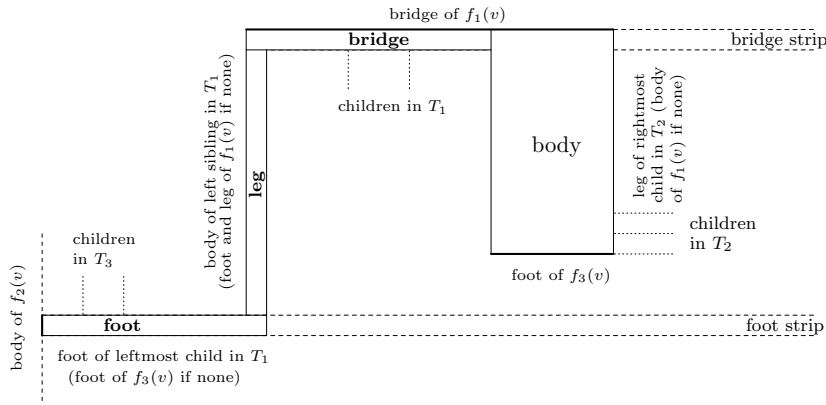 bridge of f₁(v)
bridge
bridge strip
body of left sibling in T₁
(foot and leg of f₁(v) if none)
leg
children in T₁
body
leg of rightmost
child in T₂ (body
of f₁(v) if none)
children
in T₂
children
in T₃
foot of f₃(v)
body of f₂(v)
foot
foot strip
foot of leftmost child in T₁
(foot of f₃(v) if none)